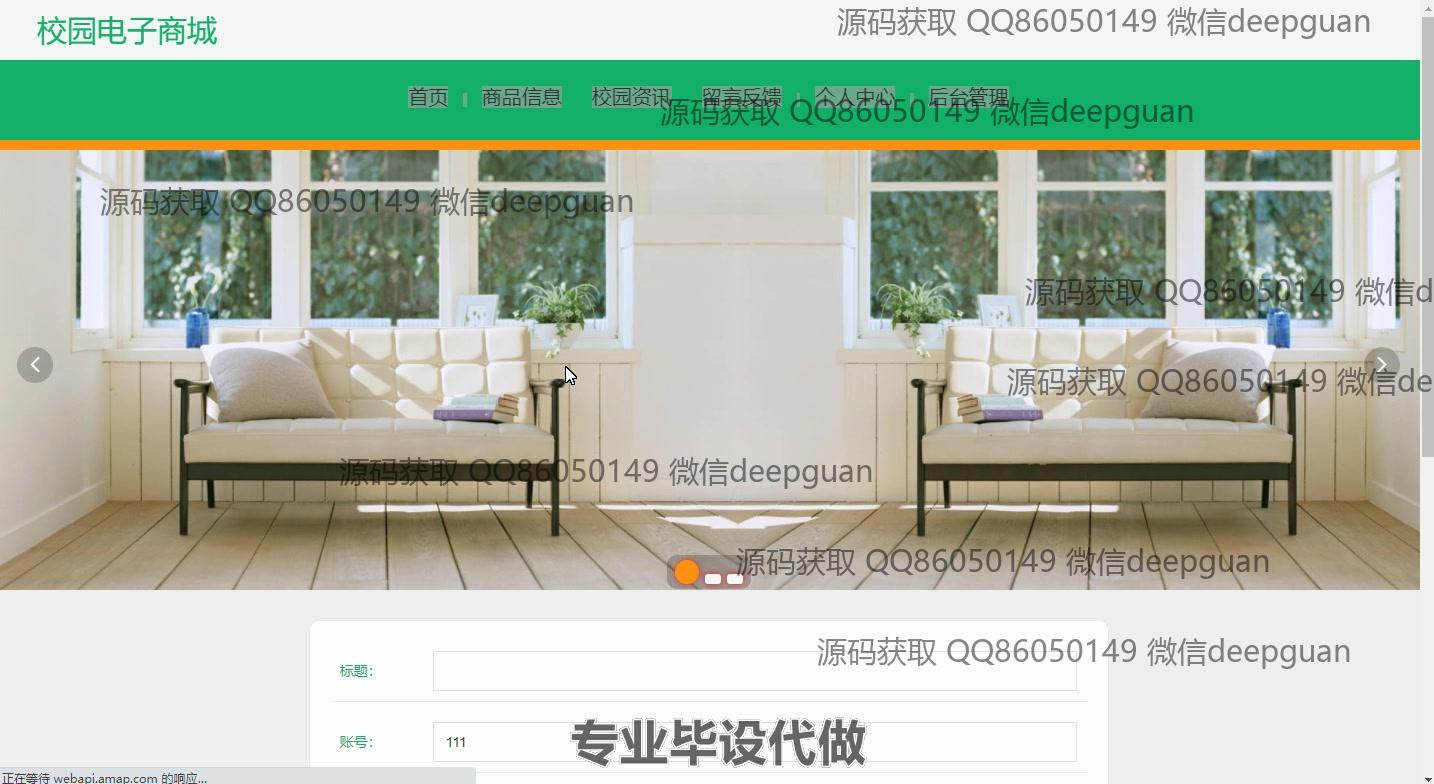 校园电子商城
源码获取 QQ86050149 微信deepguan
首页 商品信息 校园资讯 留言反馈 个人中心 后台管理
源码获取 QQ86050149 微信deepguan
源码获取 QQ86050149 微信deepguan
源码获取 QQ86050149 微信d
源码获取 QQ86050149 微信de
源码获取 QQ86050149 微信deepguan
源码获取 QQ86050149 微信deepguan
源码获取 QQ86050149 微信deepguan
标题:
账号: 111
专业毕设代做
正在等待 webapi.amap.com 的响应...